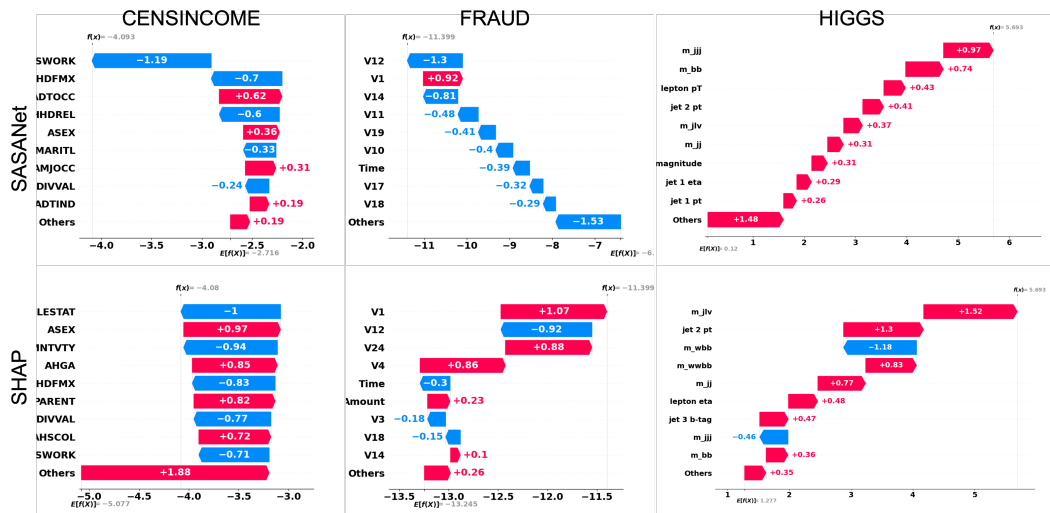 CENSINCOME
FRAUD
HIGGS
SASANet
f(x) = −4.093
SWORK −1.19
HDFMX −0.7
ADTOCC +0.62
HHDREL −0.6
ASEX +0.36
MARITL −0.33
AMJOCC +0.31
DIVVAL −0.24
ADTIND +0.19
Others +0.19
−4.0 −3.5 −3.0 −2.5 −2.0
E[f(X)] = −2.716
f(x) = −11.399
V12 −1.3
V1 +0.92
V14 −0.81
V11 −0.48
V19 −0.41
V10 −0.4
Time −0.39
V17 −0.32
V18 −0.29
Others −1.53
−11 −10 −9 −8 −7
E[f(X)] = −6.
f(x) = 5.693
m_jjj +0.97
m_bb +0.74
lepton pT +0.43
jet 2 pt +0.41
m_jlv +0.37
m_jj +0.31
magnitude +0.31
jet 1 eta +0.29
jet 1 pt +0.26
Others +1.48
1 2 3 4 5 6
E[f(X)] = 0.12
SHAP
f(x) = −4.08
LESTAT −1
ASEX +0.97
MNTVTY −0.94
AHGA +0.85
HDFMX −0.83
PARENT +0.82
DIVVAL −0.77
AHSCOL +0.72
SWORK −0.71
Others +1.88
−5.0 −4.5 −4.0 −3.5 −3.0
E[f(X)] = −5.077
f(x) = −11.399
V1 +1.07
V12 −0.92
V24 +0.88
V4 +0.86
Time −0.3
Amount +0.23
V3 −0.18
V18 −0.15
V14 +0.1
Others +0.26
−13.5 −13.0 −12.5 −12.0 −11.5
E[f(X)] = −13.245
f(x) = 5.693
m_jlv +1.52
jet 2 pt +1.3
m_wbb −1.18
m_wwbb +0.83
m_jj +0.77
lepton eta +0.48
jet 3 b-tag +0.47
m_jjj −0.46
m_bb +0.36
Others +0.35
1 2 3 4 5
E[f(X)] = 1.277